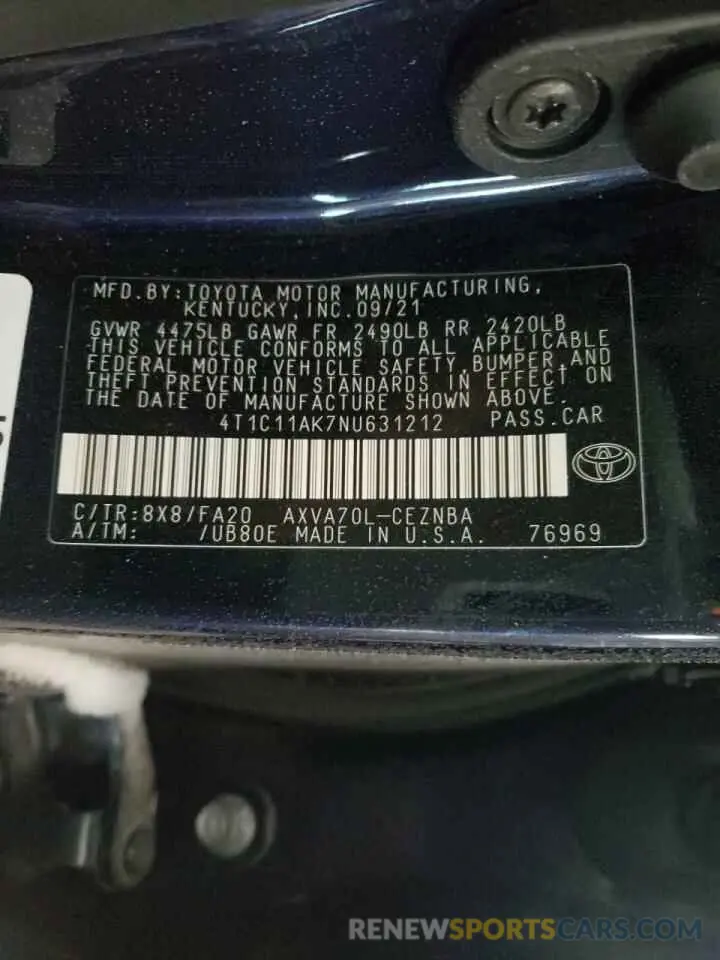 MFD.BY:TOYOTA MOTOR MANUFACTURING,
KENTUCKY,INC.09/21
GVWR 4475LB GAWR FR 2490LB RR 2420LB
THIS VEHICLE CONFORMS TO ALL APPLICABLE
FEDERAL MOTOR VEHICLE SAFETY,BUMPER,AND
THEFT PREVENTION STANDARDS IN EFFECT ON
THE DATE OF MANUFACTURE SHOWN ABOVE.
4T1C11AK7NU631212 PASS.CAR
C/TR:8X8/FA20 AXVA70L-CEZNBA
A/TM: /UB80E MADE IN U.S.A. 76969
RENEWSPORTSCARS.COM